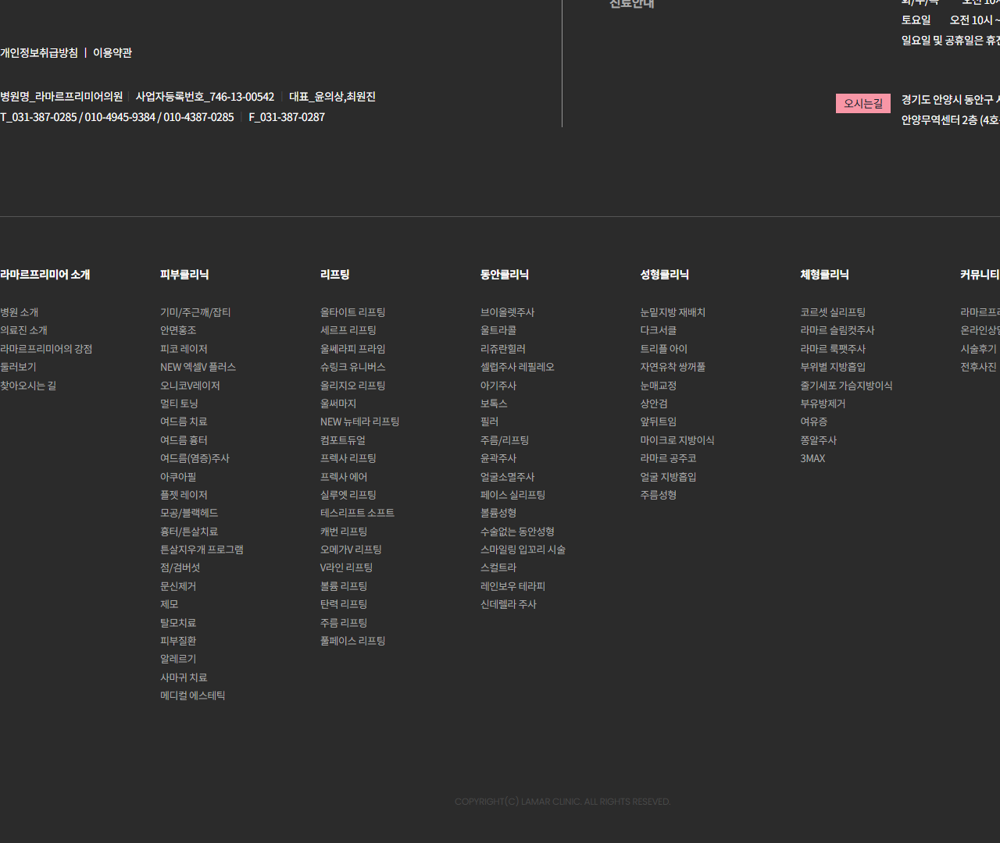 진료안내
화/수/목 오전 10시
토요일 오전 10시 ~
일요일 및 공휴일은 휴진
개인정보취급방침 | 이용약관
병원명_라마르프리미어의원 | 사업자등록번호_746-13-00542 | 대표_윤의상,최원진
T_031-387-0285 / 010-4945-9384 / 010-4387-0285 | F_031-387-0287
오시는길
경기도 안양시 동안구
안양무역센터 2층 (4호
라마르프리미어 소개
병원 소개
의료진 소개
라마르프리미어의 강점
둘러보기
찾아오시는 길
피부클리닉
기미/주근깨/잡티
안면홍조
피코 레이저
NEW 엑셀V 플러스
오니코V레이저
멀티 토닝
여드름 치료
여드름 흉터
여드름(염증)주사
아쿠아필
플젯 레이저
모공/블랙헤드
흉터/튼살치료
튼살지우개 프로그램
점/검버섯
문신제거
제모
탈모치료
피부질환
알레르기
사마귀 치료
메디컬 에스테틱
리프팅
올타이트 리프팅
세르프 리프팅
울쎄라피 프라임
슈링크 유니버스
올리지오 리프팅
울써마지
NEW 뉴테라 리프팅
컴포트듀얼
프렉사 리프팅
프렉사 에어
실루엣 리프팅
테스리프트 소프트
캐번 리프팅
오메가V 리프팅
V라인 리프팅
볼륨 리프팅
탄력 리프팅
주름 리프팅
풀페이스 리프팅
동안클리닉
브이올렛주사
울트라콜
리쥬란힐러
셀럽주사 레필레오
아기주사
보톡스
필러
주름/리프팅
윤곽주사
얼굴소멸주사
페이스 실리프팅
볼륨성형
수술없는 동안성형
스마일링 입꼬리 시술
스컬트라
레인보우 테라피
신데렐라 주사
성형클리닉
눈밑지방 재배치
다크서클
트리플 아이
자연유착 쌍꺼풀
눈매교정
상안검
앞뒤트임
마이크로 지방이식
라마르 공주코
얼굴 지방흡입
주름성형
체형클리닉
코르셋 실리프팅
라마르 슬림컷주사
라마르 룩팻주사
부위별 지방흡입
줄기세포 가슴지방이식
부유방제거
여유증
쫑알주사
3MAX
커뮤니티
라마르프리
온라인상담
시술후기
전후사진
COPYRIGHT(C) LAMAR CLINIC. ALL RIGHTS RESEVED.